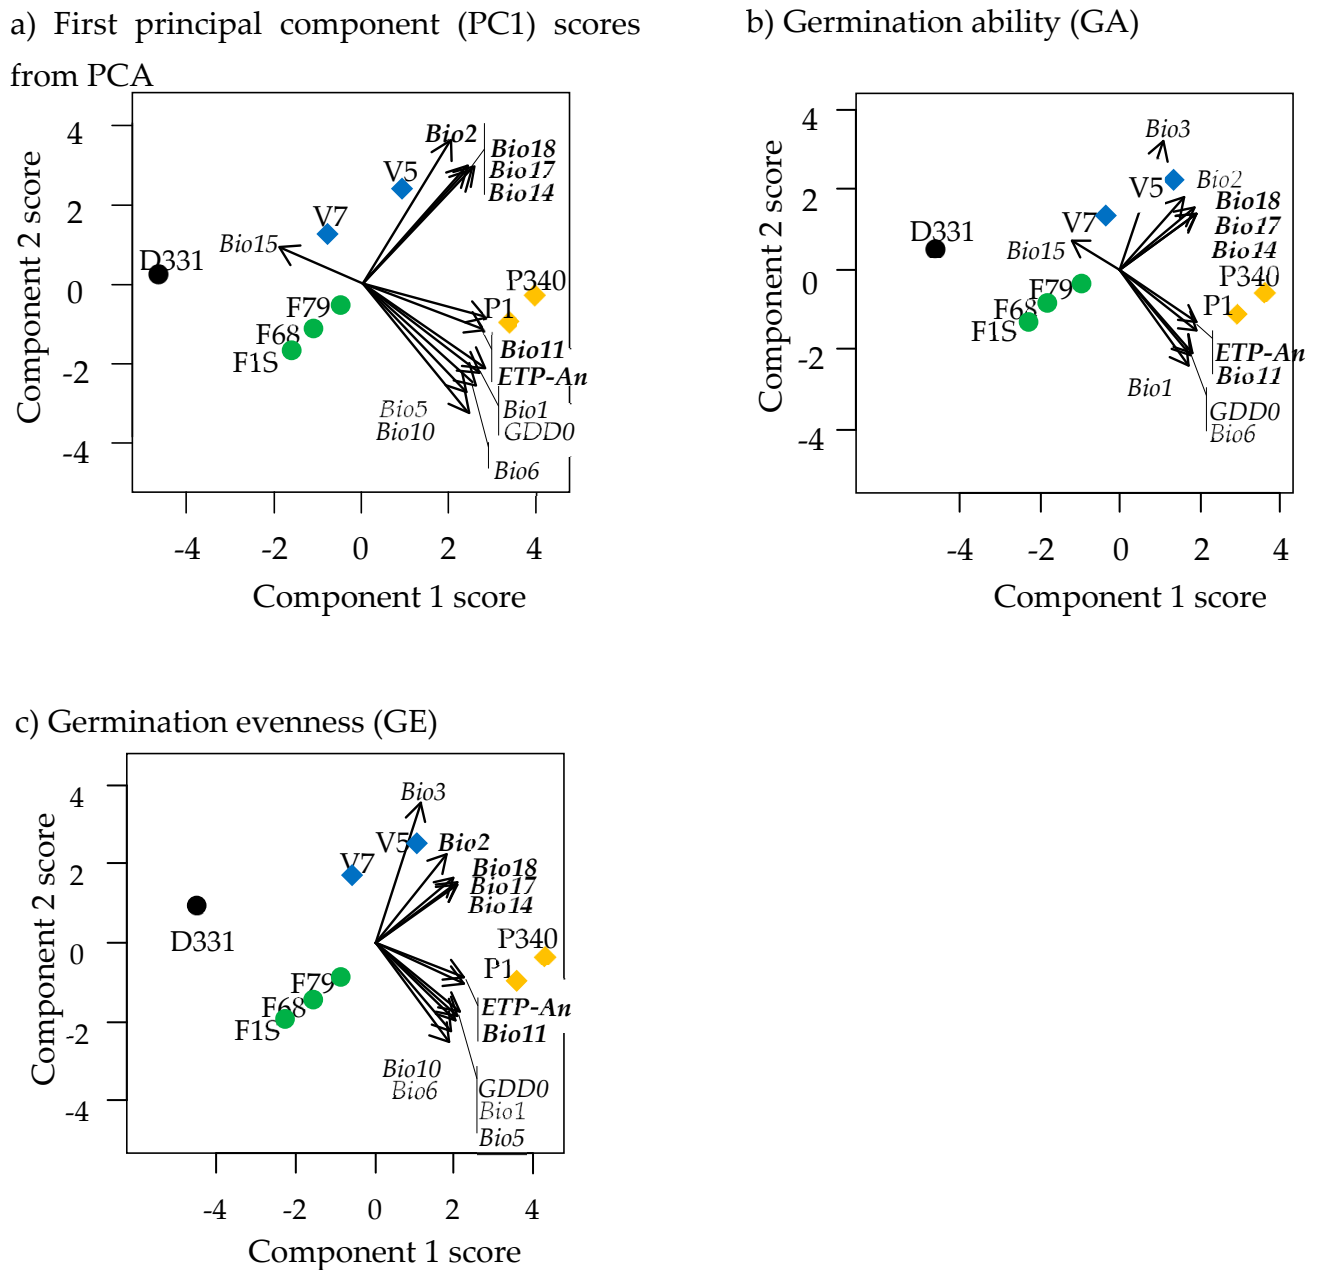 a) First principal component (PC1) scores
from PCA
4
2
0
-2
-4
Component 2 score
Bio2
Bio18
Bio17
Bio14
V5
V7
Bio15
D331
P340
P1
F79
F68
F1S
Bio11
ETP-An
Bio5
Bio10
Bio1
GDD0
Bio6
-4 -2 0 2 4
Component 1 score
b) Germination ability (GA)
4
2
0
-2
-4
Component 2 score
Bio3
V5
Bio2
Bio18
V7
Bio17
D331
Bio15
Bio14
P340
F79
P1
F68
F1S
ETP-An
Bio11
Bio1
GDD0
Bio6
-4 -2 0 2 4
Component 1 score
c) Germination evenness (GE)
4
2
0
-2
-4
Component 2 score
Bio3
V5
Bio2
V7
Bio18
Bio17
Bio14
D331
P340
P1
F79
F68
F1S
ETP-An
Bio11
Bio10
Bio6
GDD0
Bio1
Bio5
-4 -2 0 2 4
Component 1 score